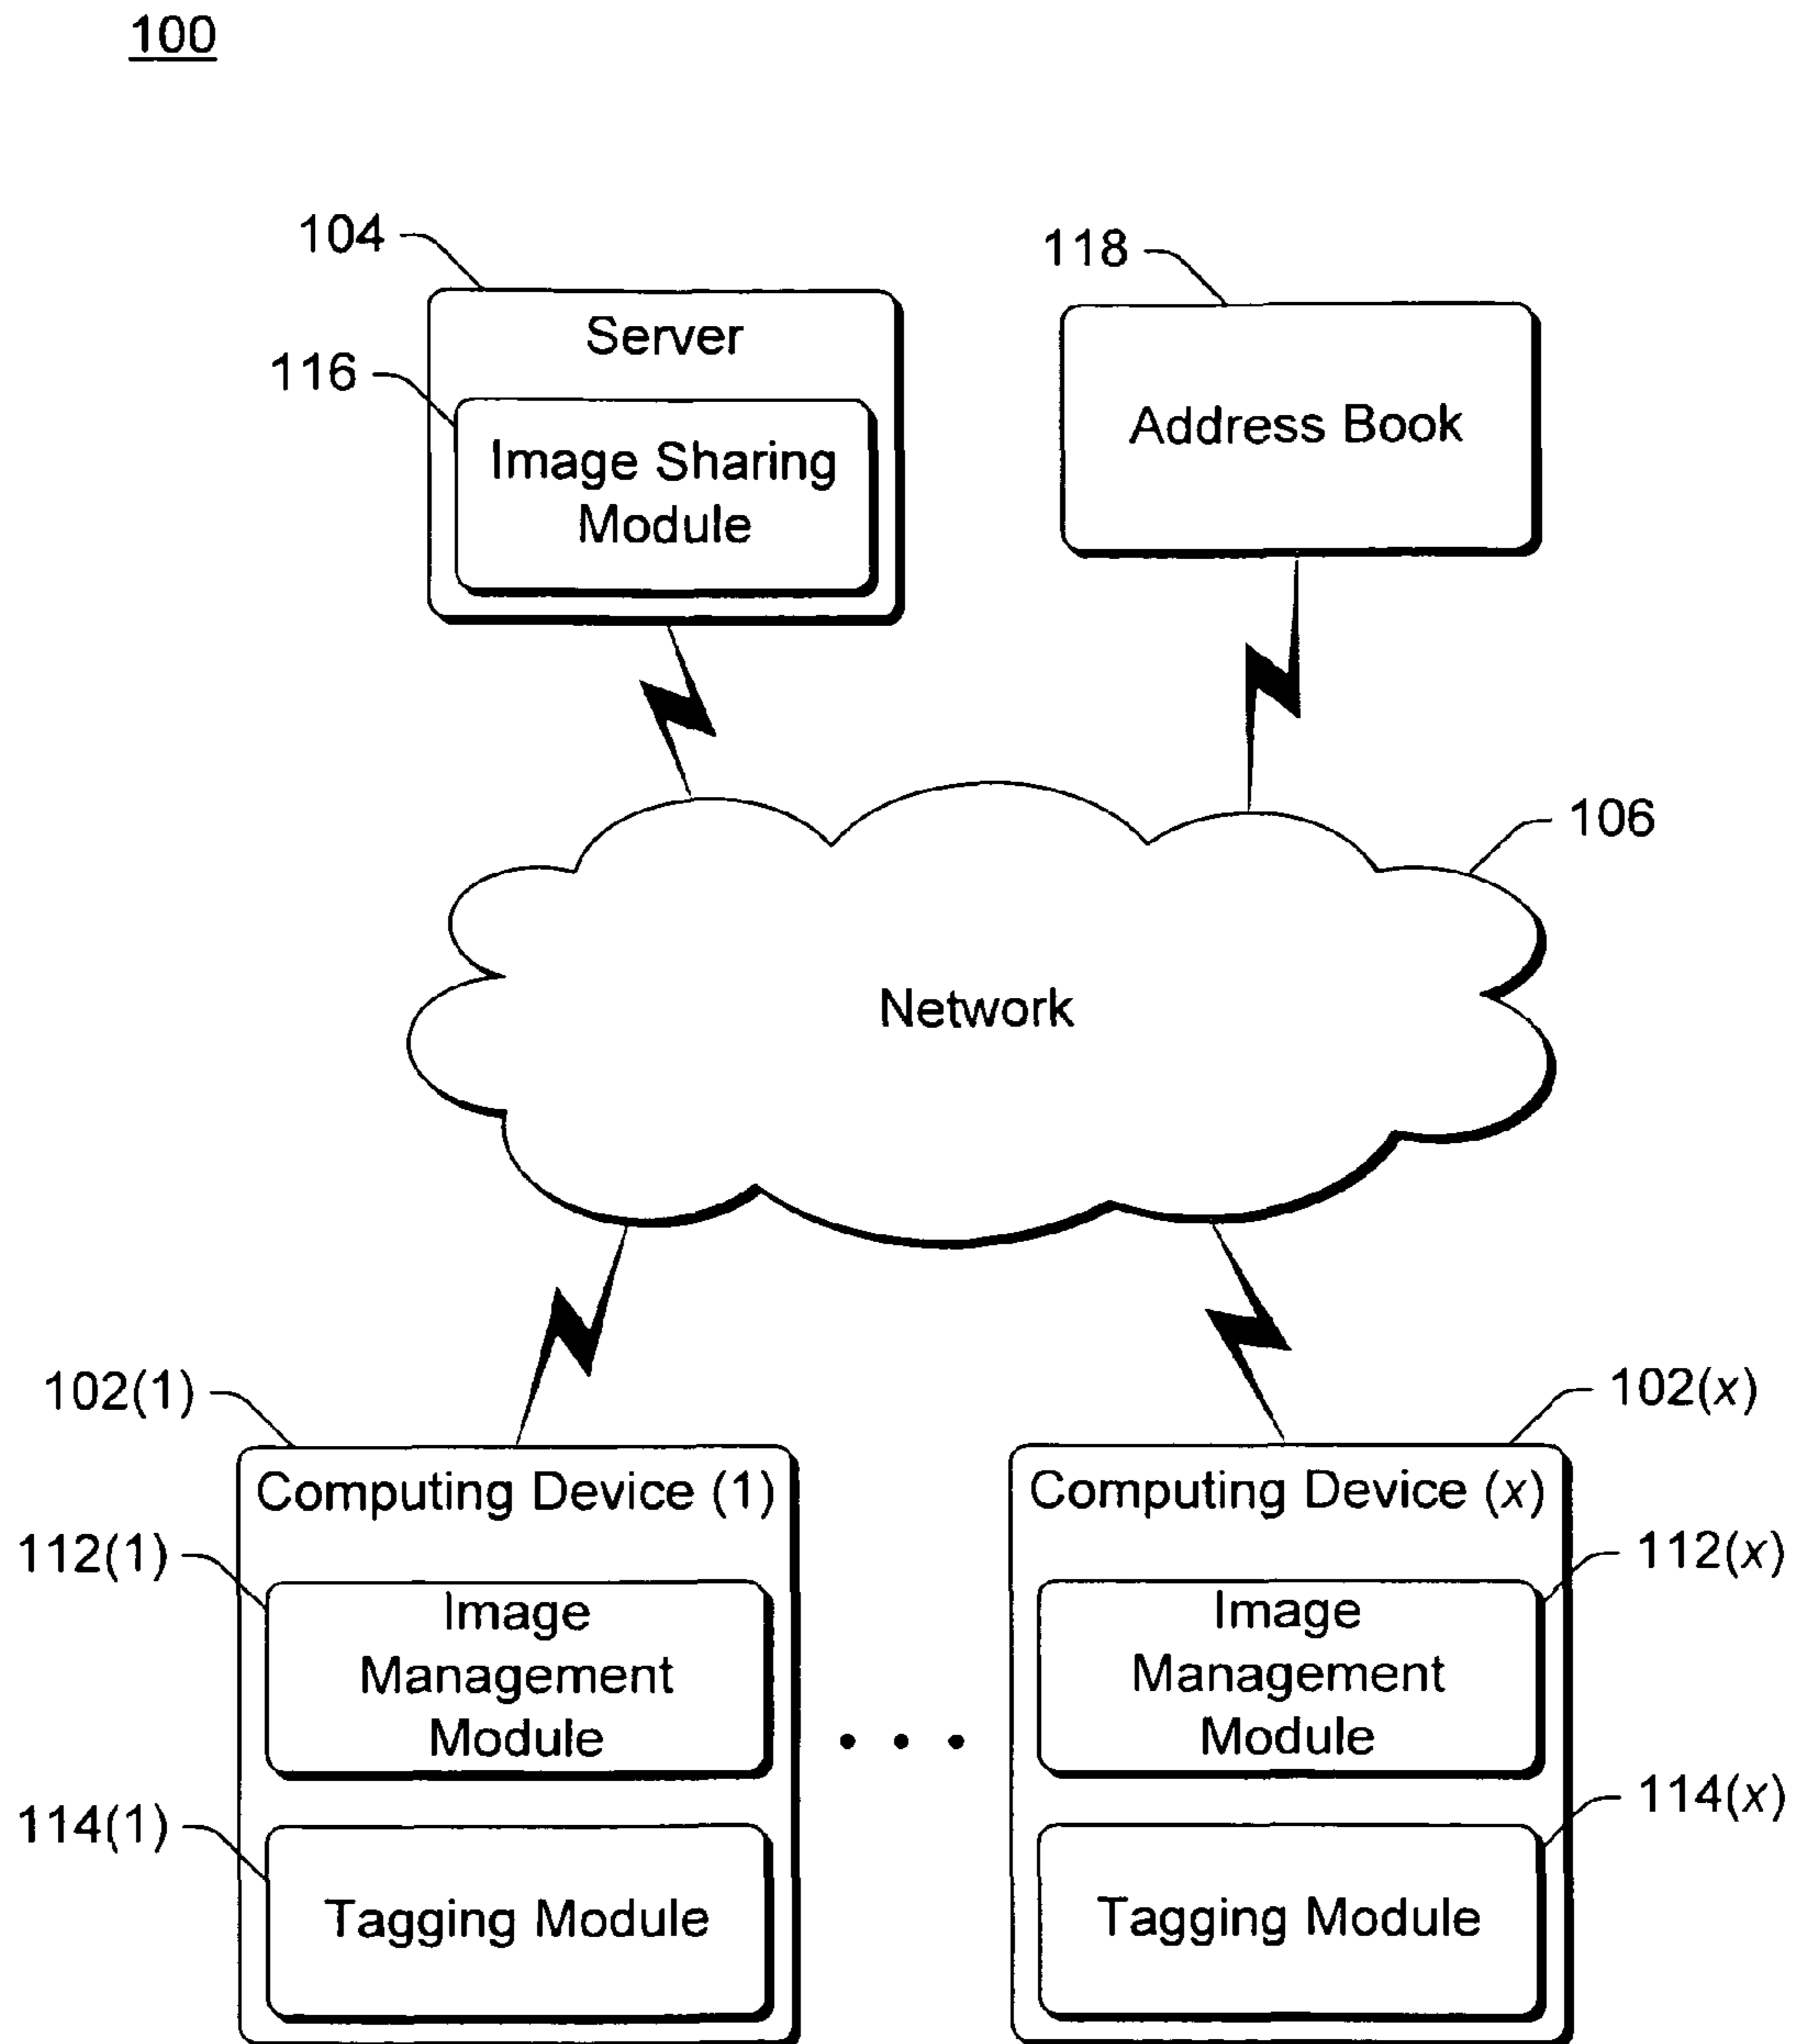 100
104
118
Server
116
Image Sharing
Module
Address Book
106
Network
102(1)
102(x)
Computing Device (1)
Computing Device (x)
112(1)
112(x)
Image
Management
Module
Image
Management
Module
114(1)
114(x)
Tagging Module
Tagging Module